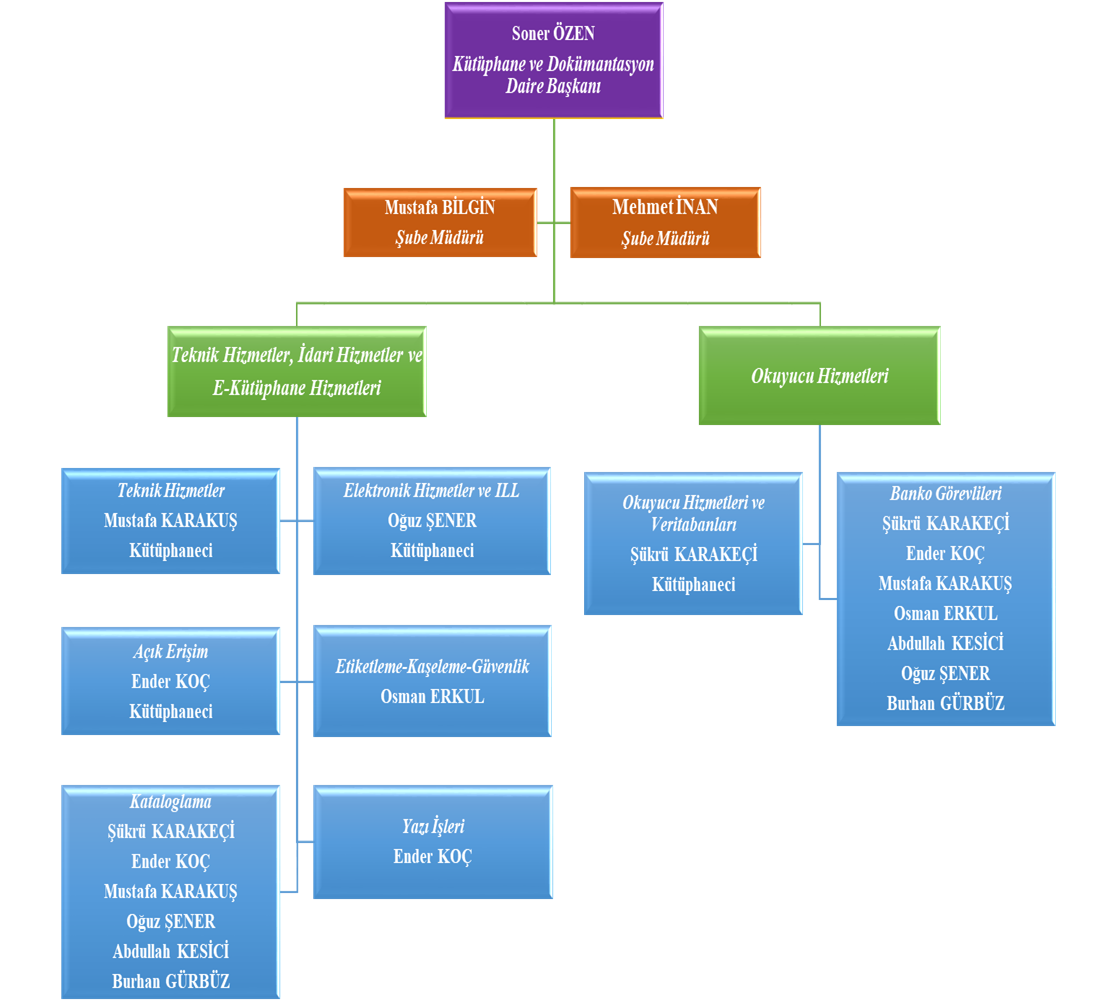 Soner ÖZEN
Kütüphane ve Dokümantasyon
Daire Başkanı
Mustafa BİLGİN
Şube Müdürü
Mehmet İNAN
Şube Müdürü
Teknik Hizmetler, İdari Hizmetler ve
E-Kütüphane Hizmetleri
Okuyucu Hizmetleri
Teknik Hizmetler
Mustafa KARAKUŞ
Kütüphaneci
Elektronik Hizmetler ve ILL
Oğuz ŞENER
Kütüphaneci
Açık Erişim
Ender KOÇ
Kütüphaneci
Etiketleme-Kaşeleme-Güvenlik
Osman ERKUL
Kataloglama
Şükrü KARAKEÇİ
Ender KOÇ
Mustafa KARAKUŞ
Oğuz ŞENER
Abdullah KESİCİ
Burhan GÜRBÜZ
Yazı İşleri
Ender KOÇ
Okuyucu Hizmetleri ve
Veritabanları
Şükrü KARAKEÇİ
Kütüphaneci
Banko Görevlileri
Şükrü KARAKEÇİ
Ender KOÇ
Mustafa KARAKUŞ
Osman ERKUL
Abdullah KESİCİ
Oğuz ŞENER
Burhan GÜRBÜZ